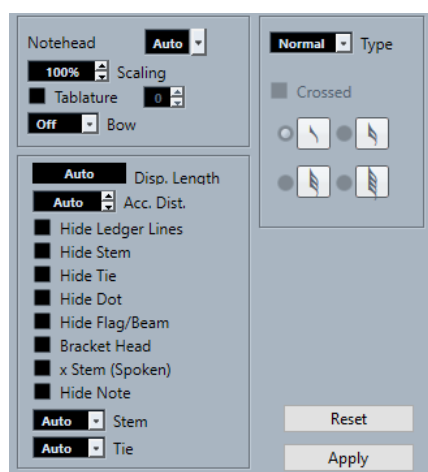 Notehead Auto
100% Scaling
Tablature 0
Off Bow
Auto Disp. Length
Auto Acc. Dist.
Hide Ledger Lines
Hide Stem
Hide Tie
Hide Dot
Hide Flag/Beam
Bracket Head
x Stem (Spoken)
Hide Note
Auto Stem
Auto Tie
Normal Type
Crossed
Reset
Apply